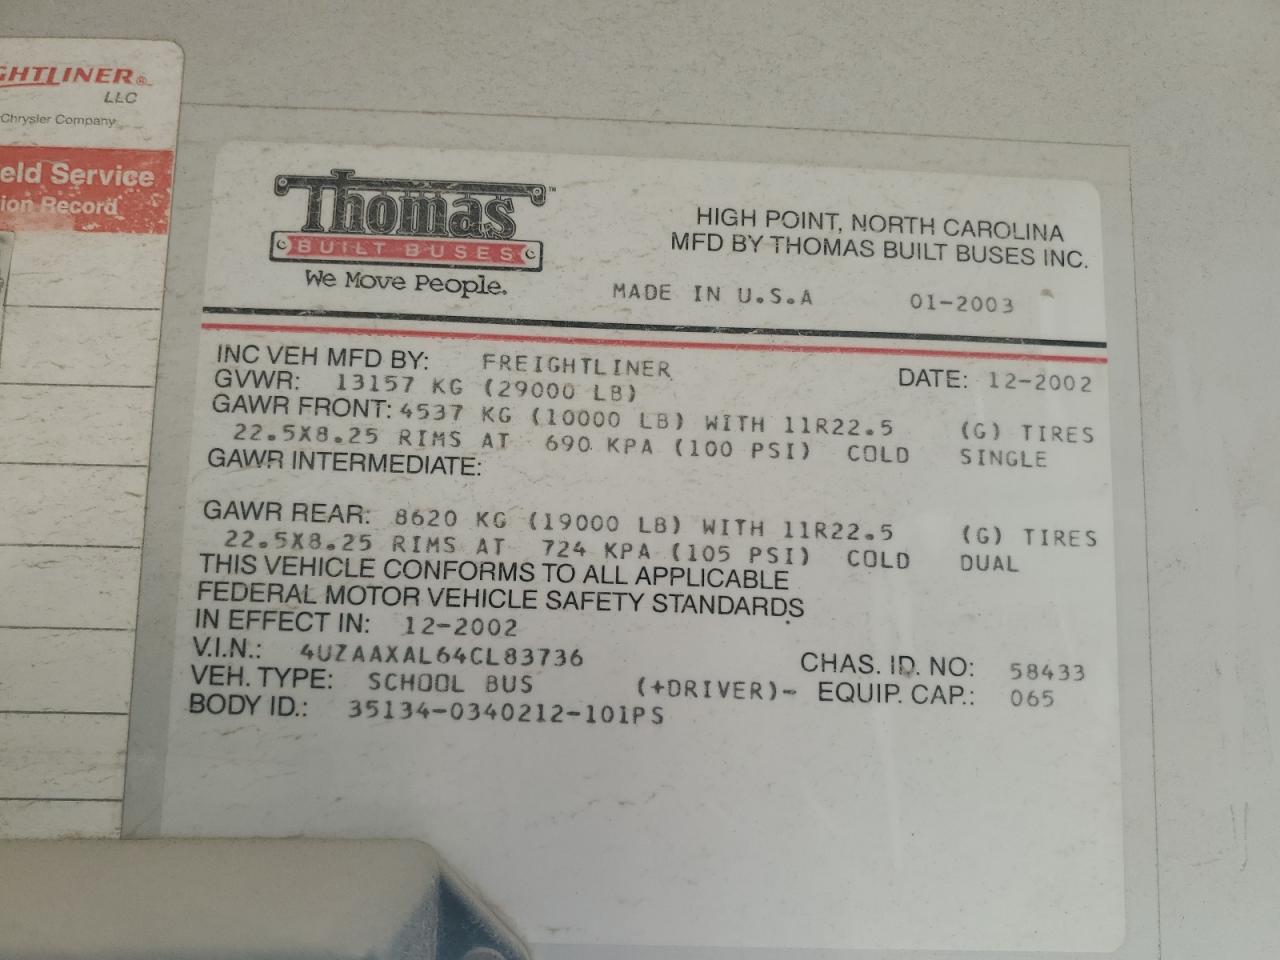 GHTLINER®
LLC
Chrysler Company
eld Service
ion Record
Thomas™
BUILT BUSES
We Move People.
HIGH POINT, NORTH CAROLINA
MFD BY THOMAS BUILT BUSES INC.
MADE IN U.S.A 01-2003
INC VEH MFD BY: FREIGHTLINER DATE: 12-2002
GVWR: 13157 KG (29000 LB)
GAWR FRONT: 4537 KG (10000 LB) WITH 11R22.5 (G) TIRES
22.5X8.25 RIMS AT 690 KPA (100 PSI) COLD SINGLE
GAWR INTERMEDIATE:
GAWR REAR: 8620 KG (19000 LB) WITH 11R22.5 (G) TIRES
22.5X8.25 RIMS AT 724 KPA (105 PSI) COLD DUAL
THIS VEHICLE CONFORMS TO ALL APPLICABLE
FEDERAL MOTOR VEHICLE SAFETY STANDARDS
IN EFFECT IN: 12-2002
V.I.N.: 4UZAAXAL64CL83736 CHAS. ID. NO: 58433
VEH. TYPE: SCHOOL BUS (+DRIVER)- EQUIP. CAP.: 065
BODY ID.: 35134-0340212-101PS